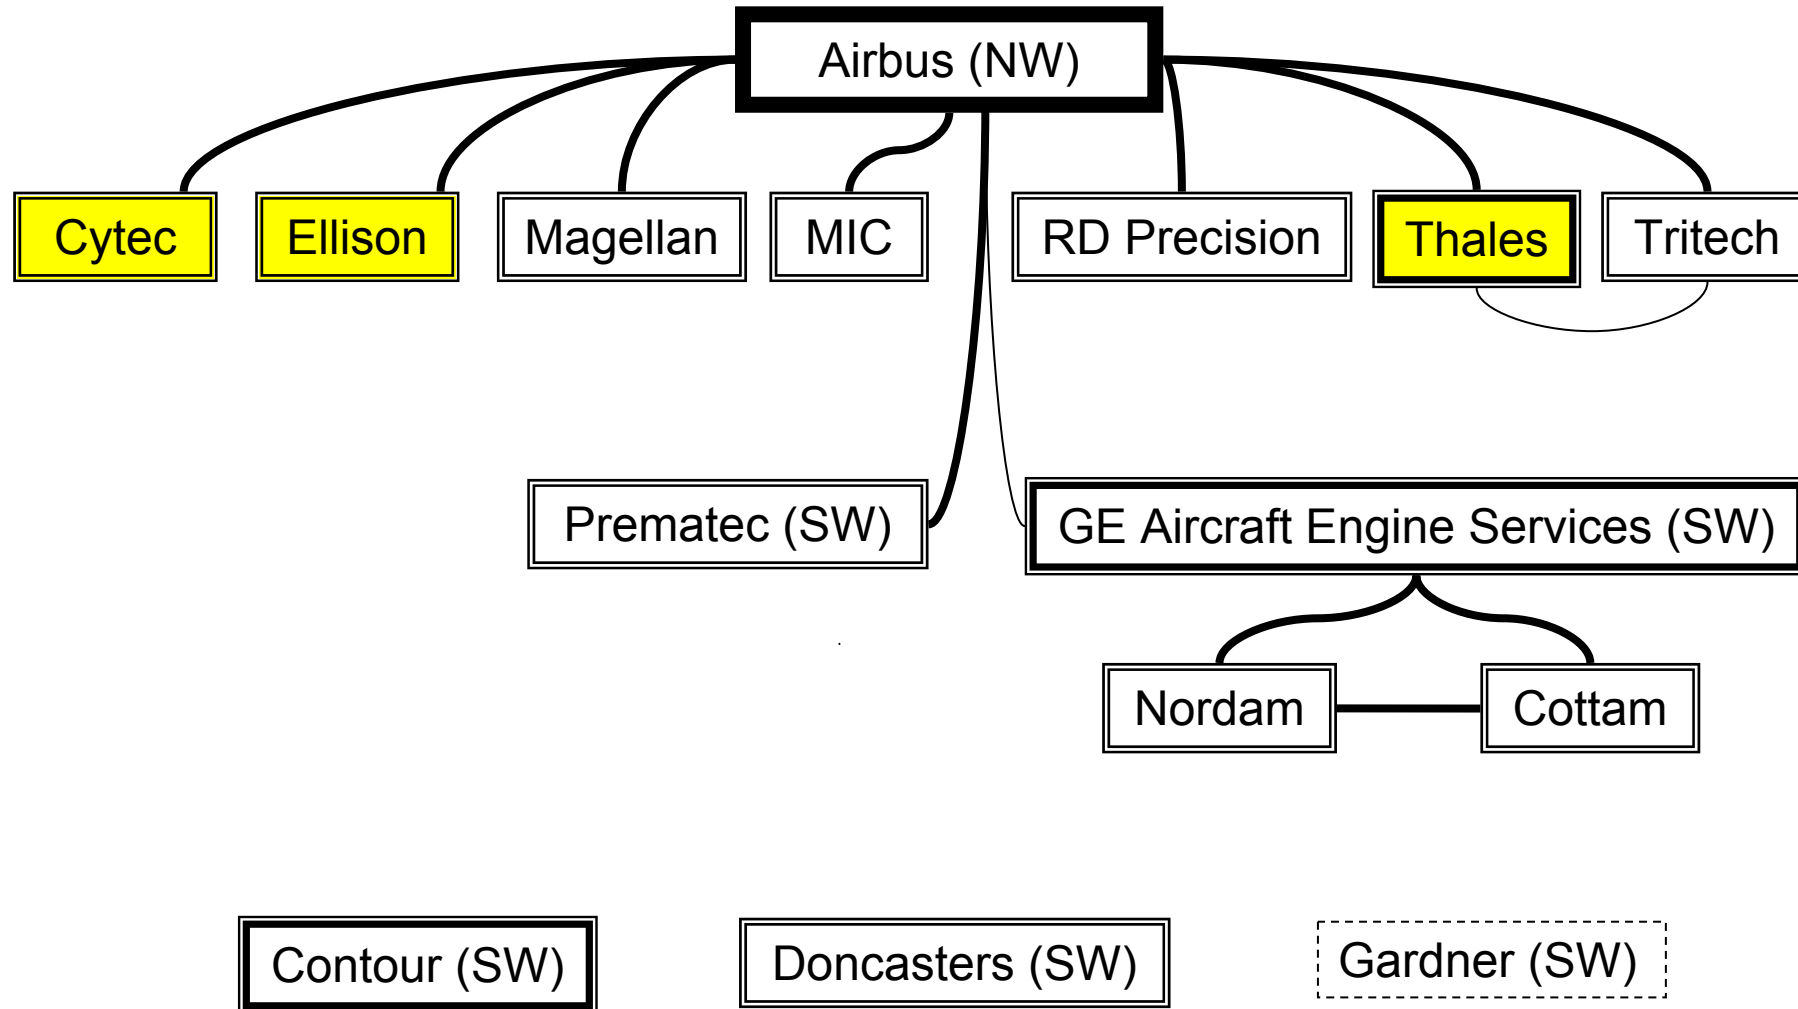 Airbus (NW)
Cytec
Ellison
Magellan
MIC
RD Precision
Thales
Tritech
Prematec (SW)
GE Aircraft Engine Services (SW)
Nordam
Cottam
Contour (SW)
Doncasters (SW)
Gardner (SW)